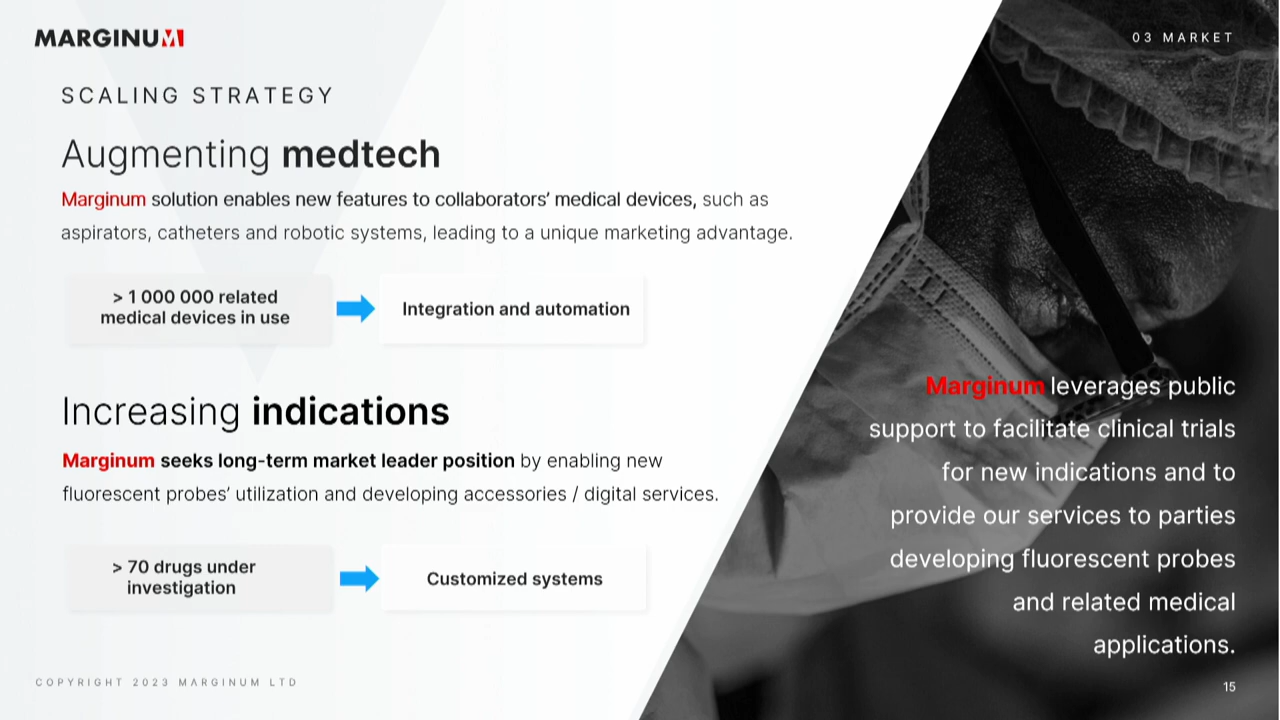 MARGINUM
03 MARKET
SCALING STRATEGY
Augmenting medtech
Marginum solution enables new features to collaborators’ medical devices, such as
aspirators, catheters and robotic systems, leading to a unique marketing advantage.
> 1 000 000 related
medical devices in use
Integration and automation
Increasing indications
Marginum seeks long-term market leader position by enabling new
fluorescent probes’ utilization and developing accessories / digital services.
> 70 drugs under
investigation
Customized systems
Marginum leverages public
support to facilitate clinical trials
for new indications and to
provide our services to parties
developing fluorescent probes
and related medical
applications.
COPYRIGHT 2023 MARGINUM LTD
15